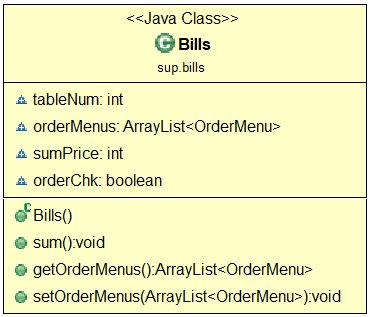 <<Java Class>>
C Bills
sup.bills
tableNum: int
orderMenus: ArrayList<OrderMenu>
sumPrice: int
orderChk: boolean
C Bills()
sum():void
getOrderMenus():ArrayList<OrderMenu>
setOrderMenus(ArrayList<OrderMenu>):void